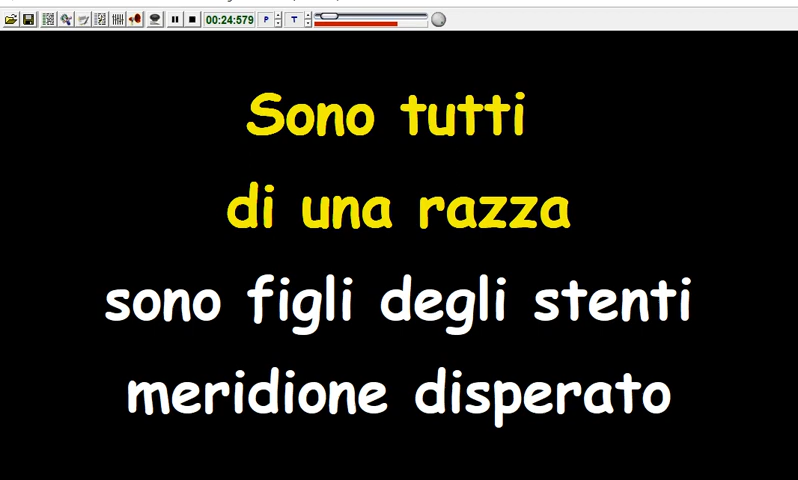 00:24:579 P T
Sono tutti
di una razza
sono figli degli stenti
meridione disperato